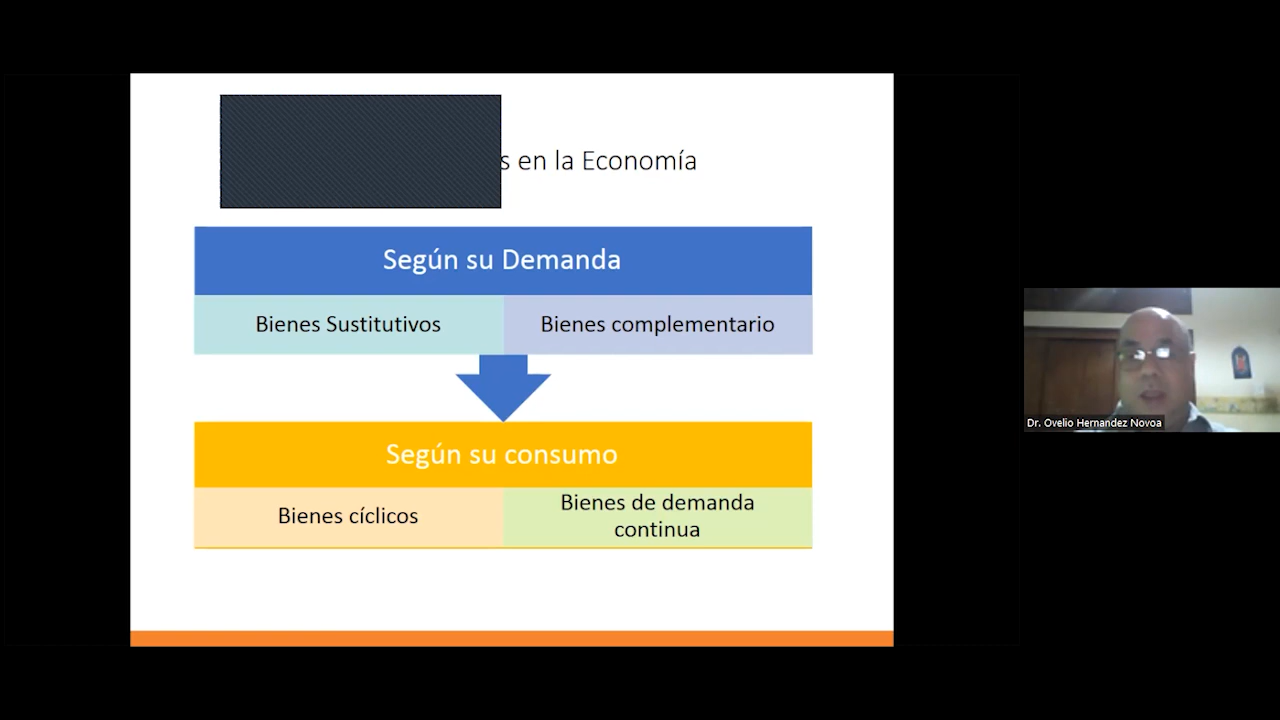 s en la Economía
Según su Demanda
Bienes Sustitutivos
Bienes complementario
Según su consumo
Bienes cíclicos
Bienes de demanda
continua
Dr. Ovelio Hernandez Novoa